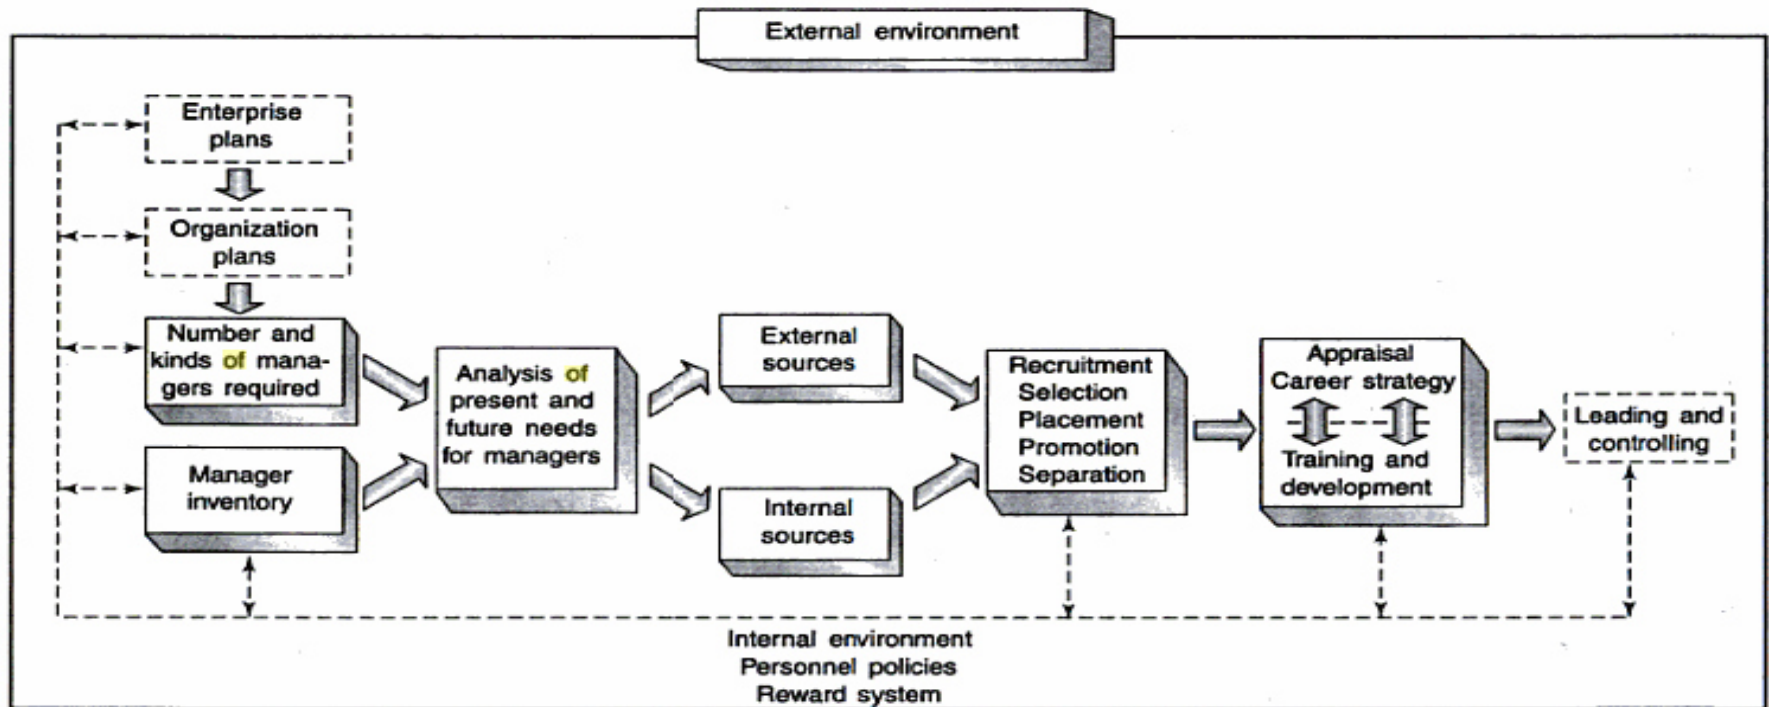 External environment
Enterprise
plans
Organization
plans
Number and
kinds of mana-
gers required
Manager
inventory
Analysis of
present and
future needs
for managers
External
sources
Internal
sources
Recruitment
Selection
Placement
Promotion
Separation
Appraisal
Career strategy
Training and
development
Leading and
controlling
Internal environment
Personnel policies
Reward system